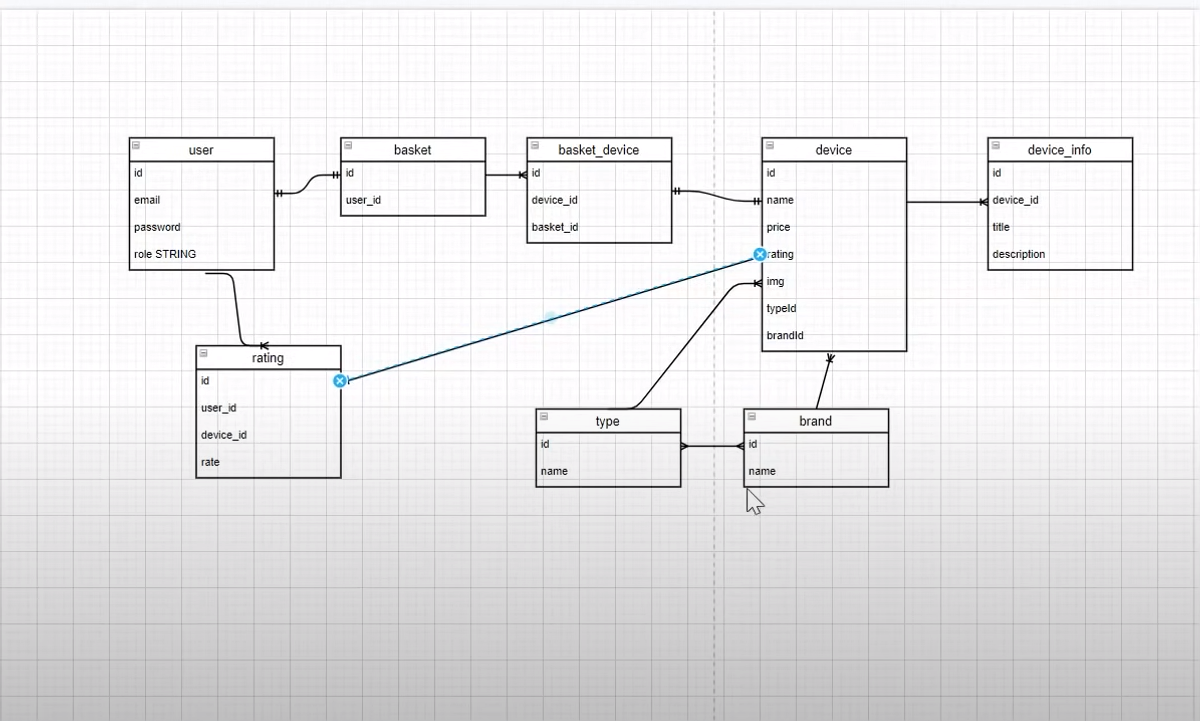 user
id
email
password
role STRING
basket
id
user_id
basket_device
id
device_id
basket_id
device
id
name
price
rating
img
typeId
brandId
device_info
id
device_id
title
description
rating
id
user_id
device_id
rate
type
id
name
brand
id
name